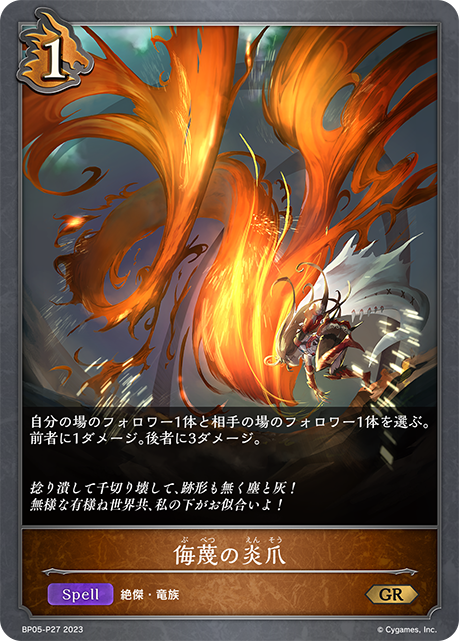 1
自分の場のフォロワー1体と相手の場のフォロワー1体を選ぶ。
前者に1ダメージ。後者に3ダメージ。
捻り潰して千切り壊して、跡形も無く塵と灰！
無様な有様ね世界共、私の下がお似合いよ！
ぶべつ えんそう
侮蔑の炎爪
Spell 絶傑・竜族 GR
BP05-P27 2023 © Cygames, Inc.